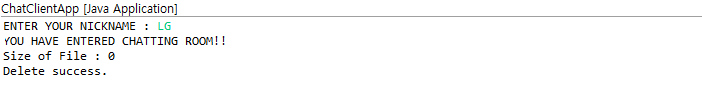 ChatClientApp [Java Application]
ENTER YOUR NICKNAME : LG
YOU HAVE ENTERED CHATTING ROOM!!
Size of File : 0
Delete success.